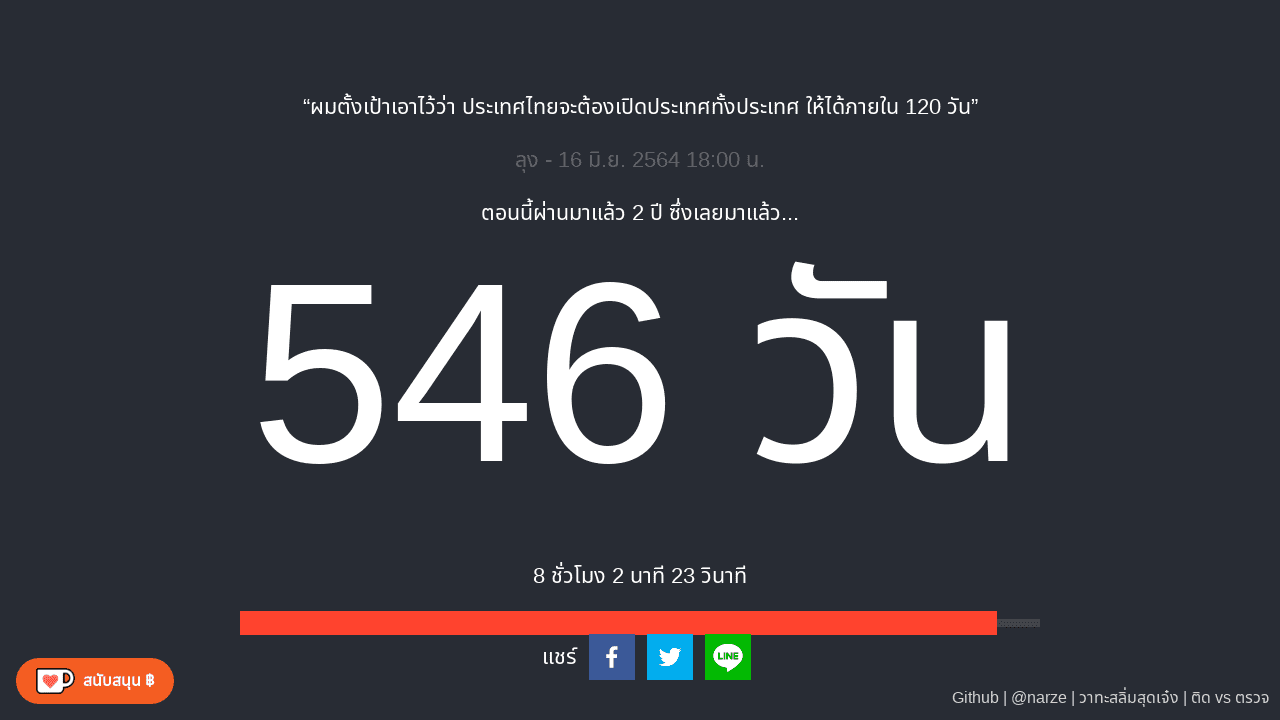 “ผมตั้งเป้าเอาไว้ว่า ประเทศไทยจะต้องเปิดประเทศทั้งประเทศ ให้ได้ภายใน 120 วัน”
ลุง - 16 มิ.ย. 2564 18:00 น.
ตอนนี้ผ่านมาแล้ว 2 ปี ซึ่งเลยมาแล้ว...
546 วัน
8 ชั่วโมง 2 นาที 23 วินาที
แชร์
LINE
สนับสนุน ฿
Github | @narze | วาทะสลิ่มสุดเจ๋ง | ติด vs ตรวจ